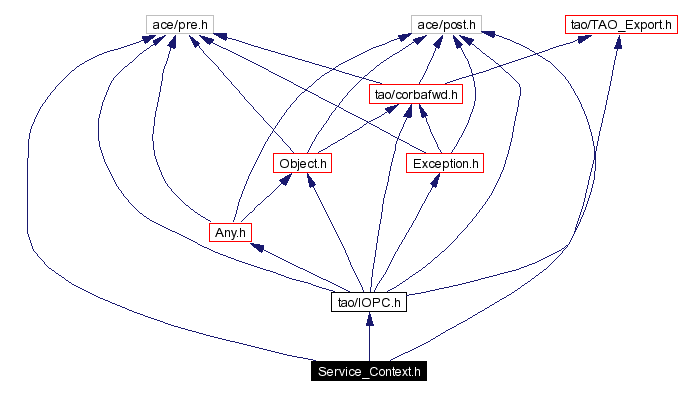 ace/pre.h
ace/post.h
tao/TAO_Export.h
tao/corbafwd.h
Object.h
Exception.h
Any.h
tao/IOPC.h
Service_Context.h